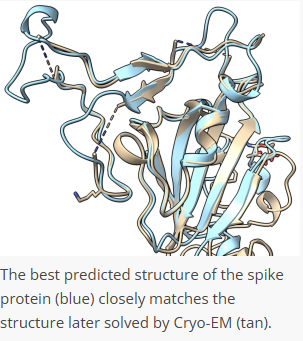 The best predicted structure of the spike
protein (blue) closely matches the
structure later solved by Cryo-EM (tan).